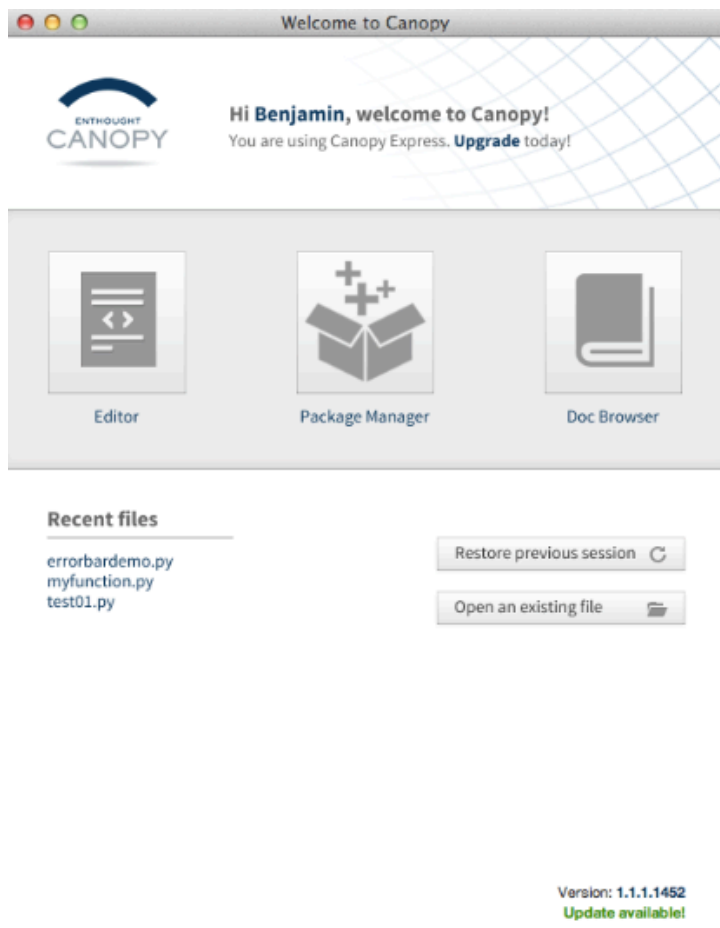 Welcome to Canopy
ENTHOUGHT
CANOPY
Hi Benjamin, welcome to Canopy!
You are using Canopy Express. Upgrade today!
Editor
Package Manager
Doc Browser
Recent files
errorbardemo.py
myfunction.py
test01.py
Restore previous session
Open an existing file
Version: 1.1.1.1452
Update available!